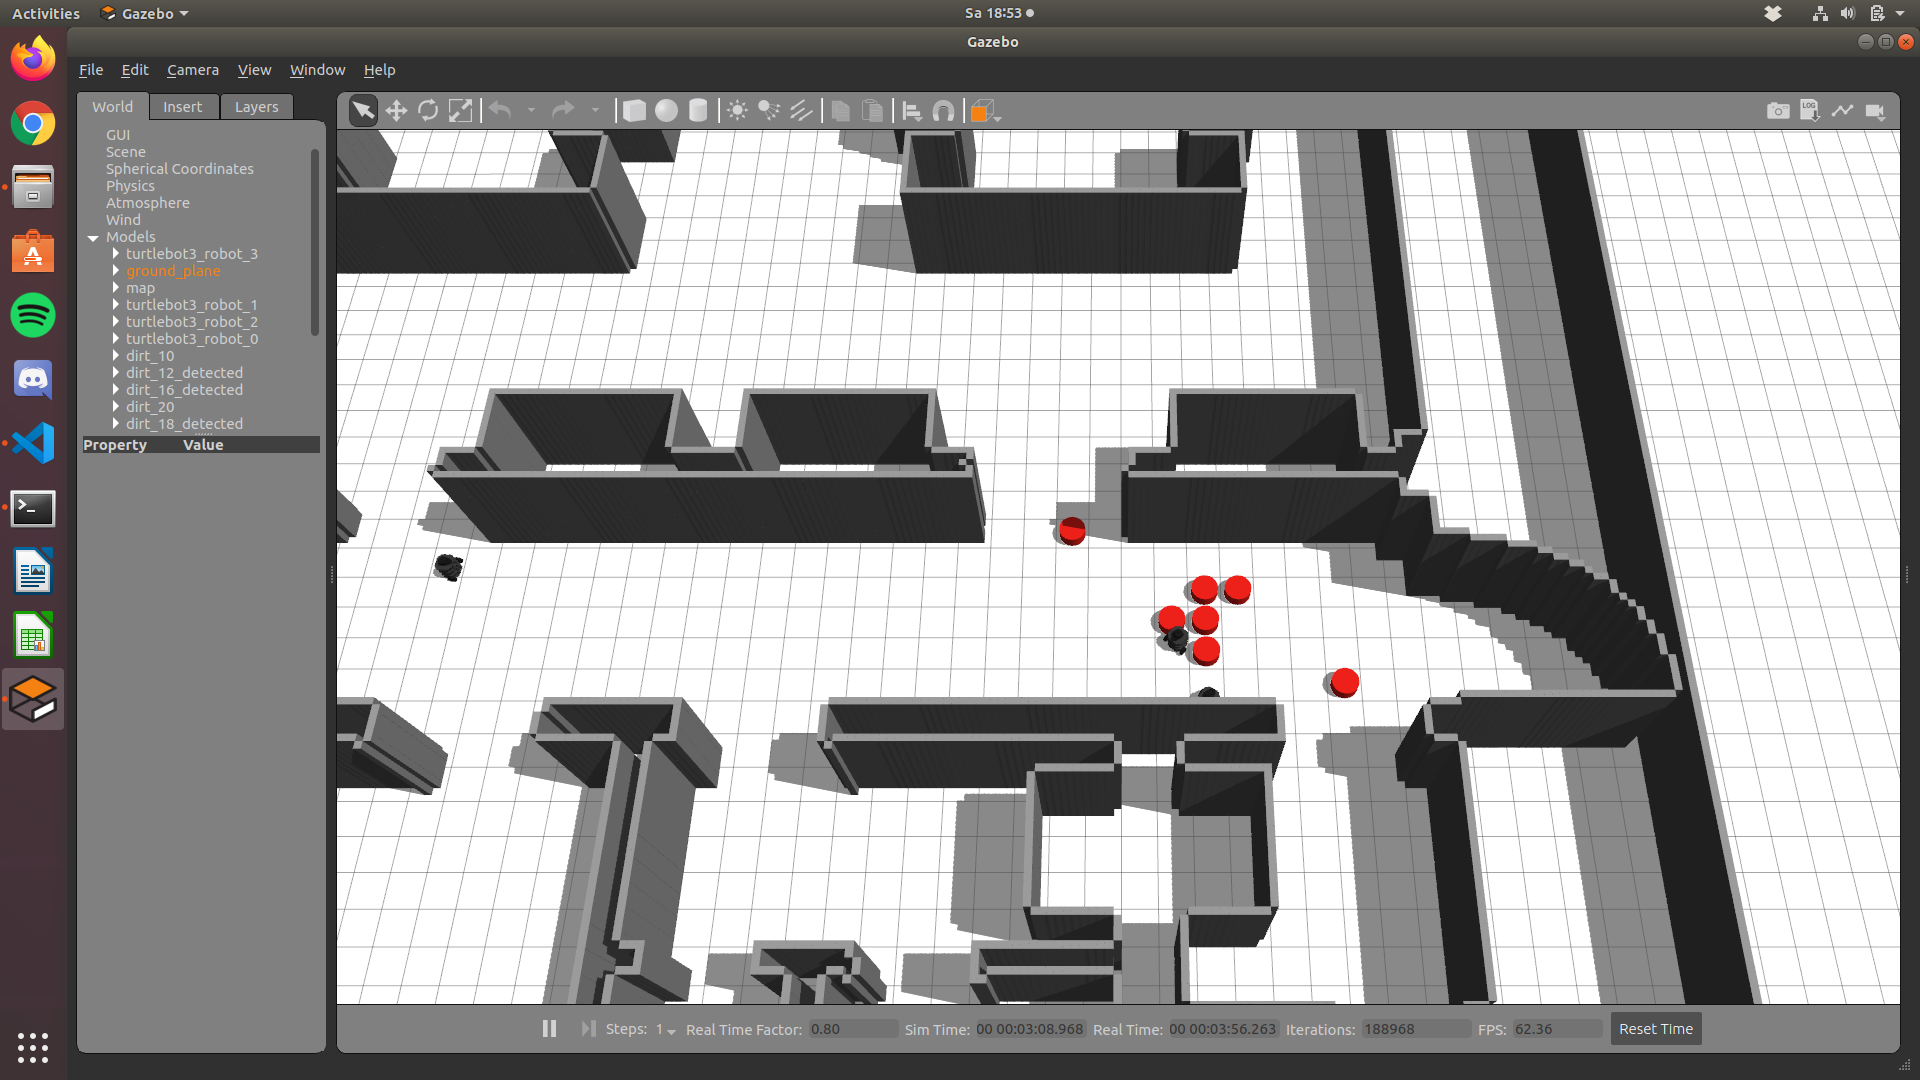 Activities Gazebo Sa 18:53
Gazebo
File Edit Camera View Window Help
World Insert Layers
GUI
Scene
Spherical Coordinates
Physics
Atmosphere
Wind
Models
turtlebot3_robot_3
ground_plane
map
turtlebot3_robot_1
turtlebot3_robot_2
turtlebot3_robot_0
dirt_10
dirt_12_detected
dirt_16_detected
dirt_20
dirt_18_detected
Property Value
LOG
Steps: 1 Real Time Factor: 0.80 Sim Time: 00 00:03:08.968 Real Time: 00 00:03:56.263 Iterations: 188968 FPS: 62.36 Reset Time